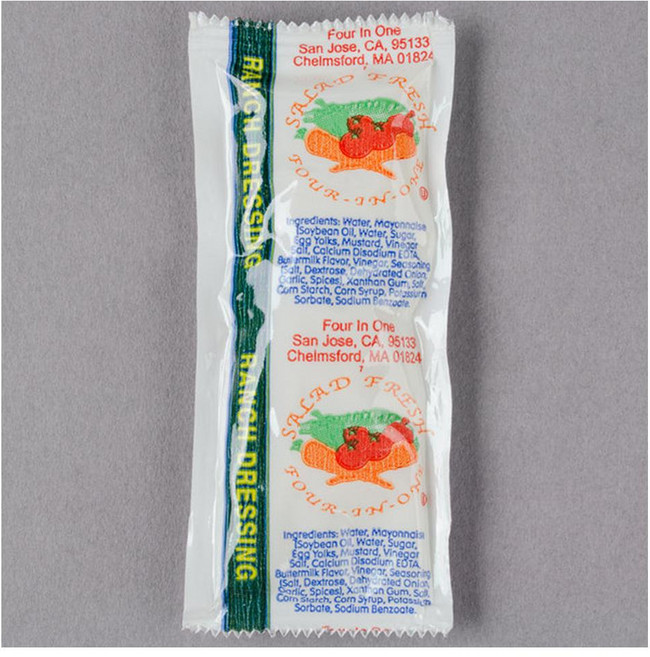 RANCH DRESSING
Four In One
San Jose, CA, 95133
Chelmsford, MA 01824
SALAD FRESH
FOUR-IN-ONE
Ingredients: Water, Mayonnaise
(Soybean Oil, Water, Sugar,
Egg Yolks, Mustard, Vinegar
Salt, Calcium Disodium EDTA,
Buttermilk Flavor, Vinegar, Seasoning
(Salt, Dextrose, Dehydrated Onion,
Garlic, Spices), Xanthan Gum, Salt,
Corn Starch, Corn Syrup, Potassium
Sorbate, Sodium Benzoate.
RANCH DRESSING
Four In One
San Jose, CA, 95133
Chelmsford, MA 01824
7
SALAD FRESH
FOUR-IN-ONE
Ingredients: Water, Mayonnaise
(Soybean Oil, Water, Sugar,
Egg Yolks, Mustard, Vinegar
Salt, Calcium Disodium EDTA,
Buttermilk Flavor, Vinegar, Seasoning
(Salt, Dextrose, Dehydrated Onion,
Garlic, Spices), Xanthan Gum, Salt,
Corn Starch, Corn Syrup, Potassium
Sorbate, Sodium Benzoate.